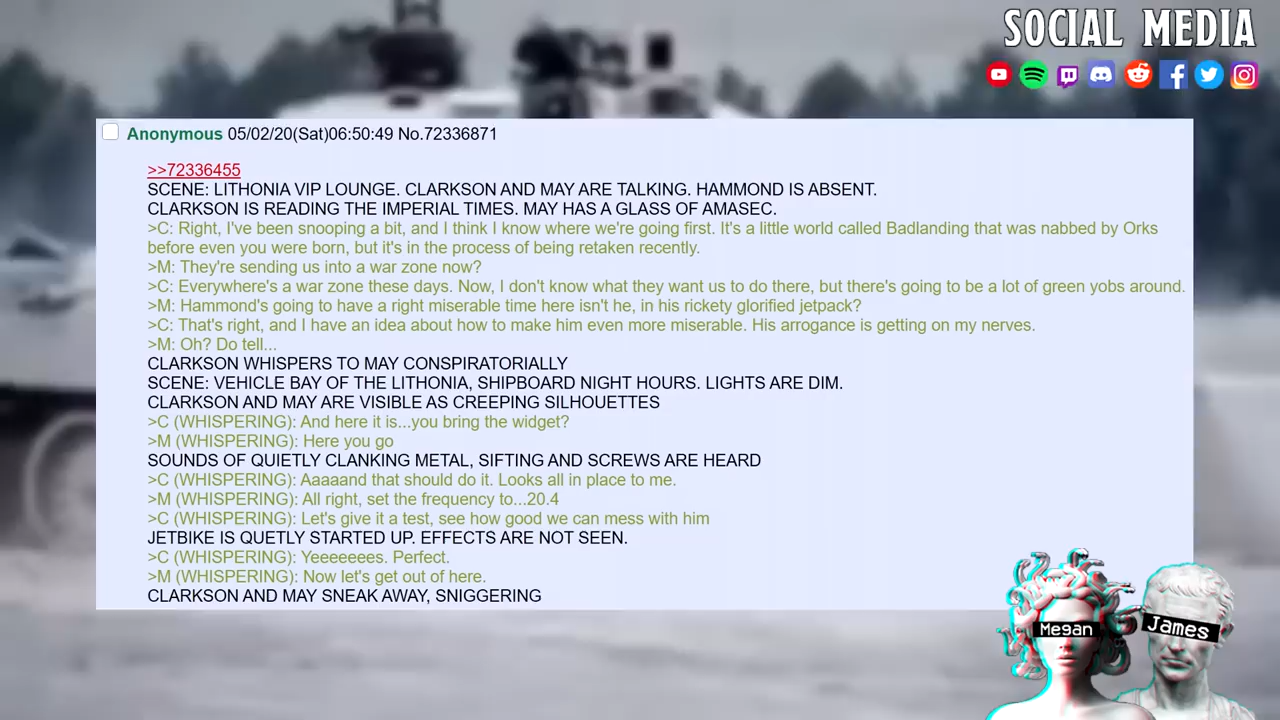 SOCIAL MEDIA
Anonymous 05/02/20(Sat)06:50:49 No.72336871
>>72336455
SCENE: LITHONIA VIP LOUNGE. CLARKSON AND MAY ARE TALKING. HAMMOND IS ABSENT.
CLARKSON IS READING THE IMPERIAL TIMES. MAY HAS A GLASS OF AMASEC.
>C: Right, I've been snooping a bit, and I think I know where we're going first. It's a little world called Badlanding that was nabbed by Orks
before even you were born, but it's in the process of being retaken recently.
>M: They're sending us into a war zone now?
>C: Everywhere's a war zone these days. Now, I don't know what they want us to do there, but there's going to be a lot of green yobs around.
>M: Hammond's going to have a right miserable time here isn't he, in his rickety glorified jetpack?
>C: That's right, and I have an idea about how to make him even more miserable. His arrogance is getting on my nerves.
>M: Oh? Do tell...
CLARKSON WHISPERS TO MAY CONSPIRATORIALLY
SCENE: VEHICLE BAY OF THE LITHONIA, SHIPBOARD NIGHT HOURS. LIGHTS ARE DIM.
CLARKSON AND MAY ARE VISIBLE AS CREEPING SILHOUETTES
>C (WHISPERING): And here it is...you bring the widget?
>M (WHISPERING): Here you go
SOUNDS OF QUIETLY CLANKING METAL, SIFTING AND SCREWS ARE HEARD
>C (WHISPERING): Aaaaand that should do it. Looks all in place to me.
>M (WHISPERING): All right, set the frequency to...20.4
>C (WHISPERING): Let's give it a test, see how good we can mess with him
JETBIKE IS QUETLY STARTED UP. EFFECTS ARE NOT SEEN.
>C (WHISPERING): Yeeeeeees. Perfect.
>M (WHISPERING): Now let's get out of here.
CLARKSON AND MAY SNEAK AWAY, SNIGGERING
Megan
James